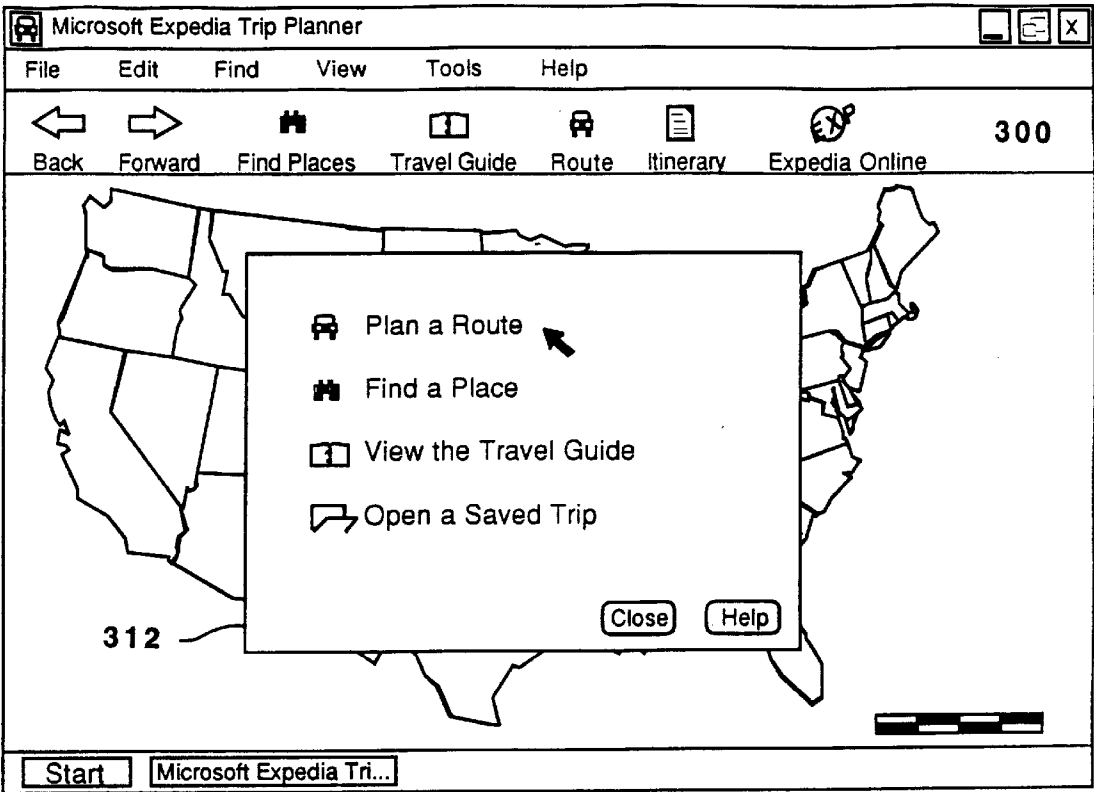 Microsoft Expedia Trip Planner X
File Edit Find View Tools Help
EXP
300
Back Forward Find Places Travel Guide Route Itinerary Expedia Online
Plan a Route
Find a Place
View the Travel Guide
Open a Saved Trip
Close Help
312
Start Microsoft Expedia Tri...